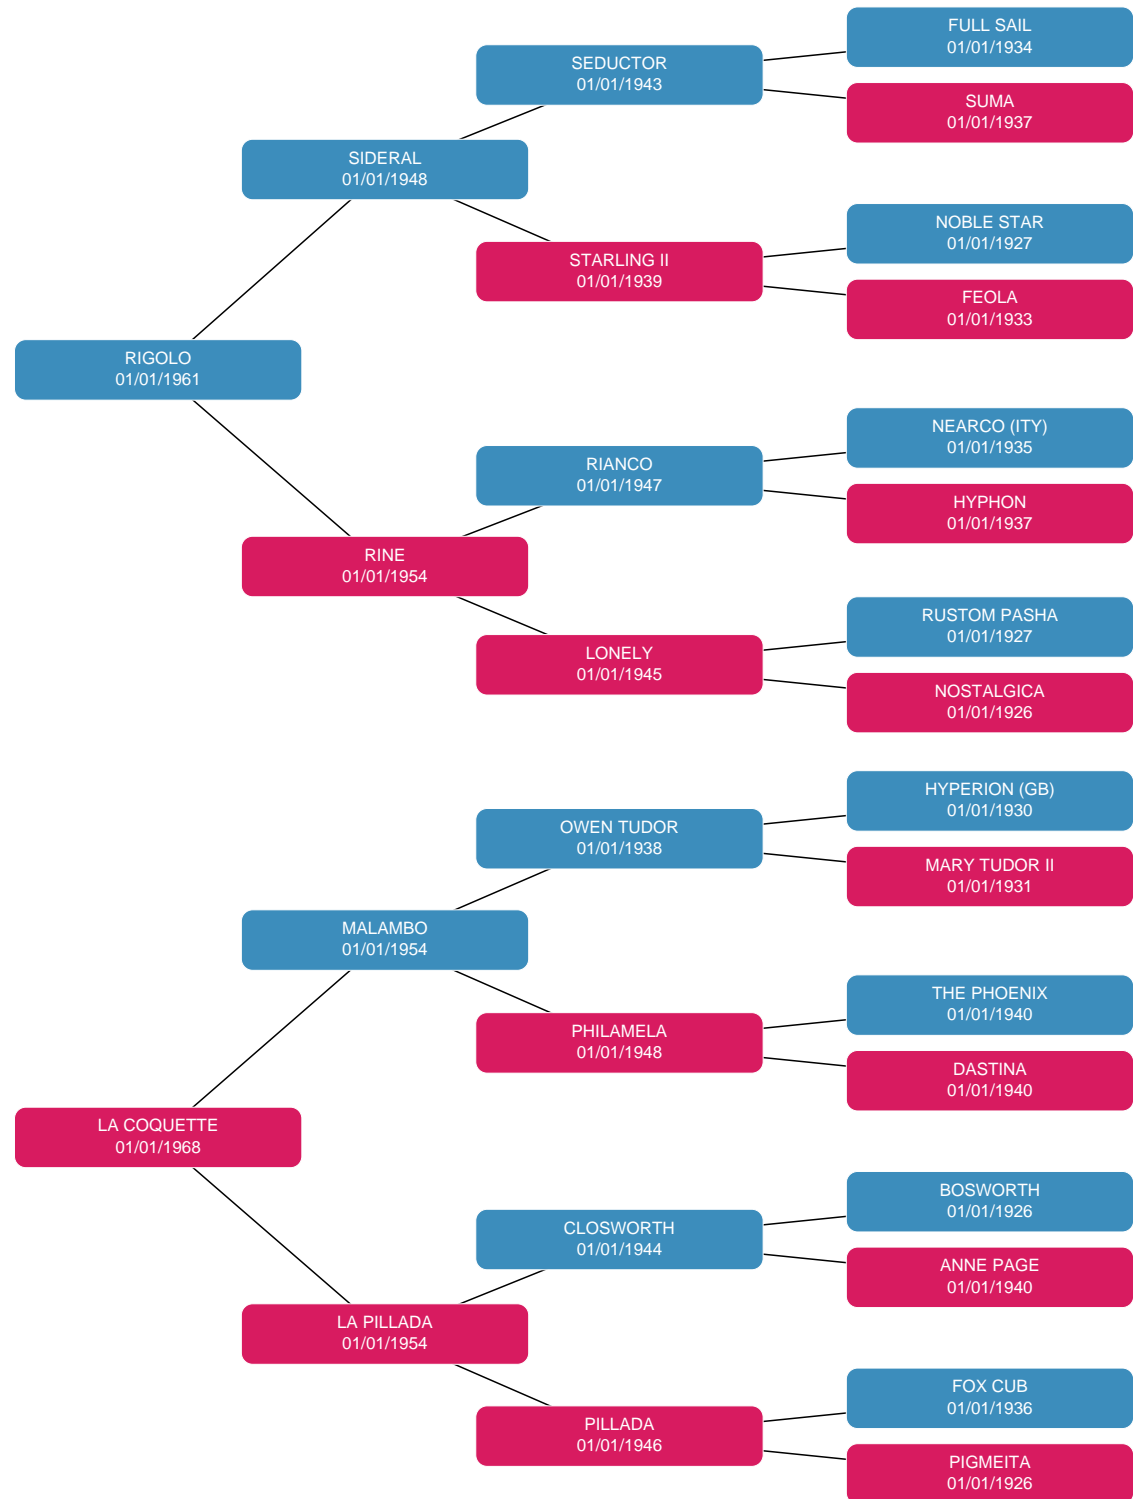 FULL SAIL
01/01/1934
SEDUCTOR
01/01/1943
SUMA
01/01/1937
SIDERAL
01/01/1948
NOBLE STAR
01/01/1927
STARLING II
01/01/1939
FEOLA
01/01/1933
RIGOLO
01/01/1961
NEARCO (ITY)
01/01/1935
RIANCO
01/01/1947
HYPHON
01/01/1937
RINE
01/01/1954
RUSTOM PASHA
01/01/1927
LONELY
01/01/1945
NOSTALGICA
01/01/1926
HYPERION (GB)
01/01/1930
OWEN TUDOR
01/01/1938
MARY TUDOR II
01/01/1931
MALAMBO
01/01/1954
THE PHOENIX
01/01/1940
PHILAMELA
01/01/1948
DASTINA
01/01/1940
LA COQUETTE
01/01/1968
BOSWORTH
01/01/1926
CLOSWORTH
01/01/1944
ANNE PAGE
01/01/1940
LA PILLADA
01/01/1954
FOX CUB
01/01/1936
PILLADA
01/01/1946
PIGMEITA
01/01/1926